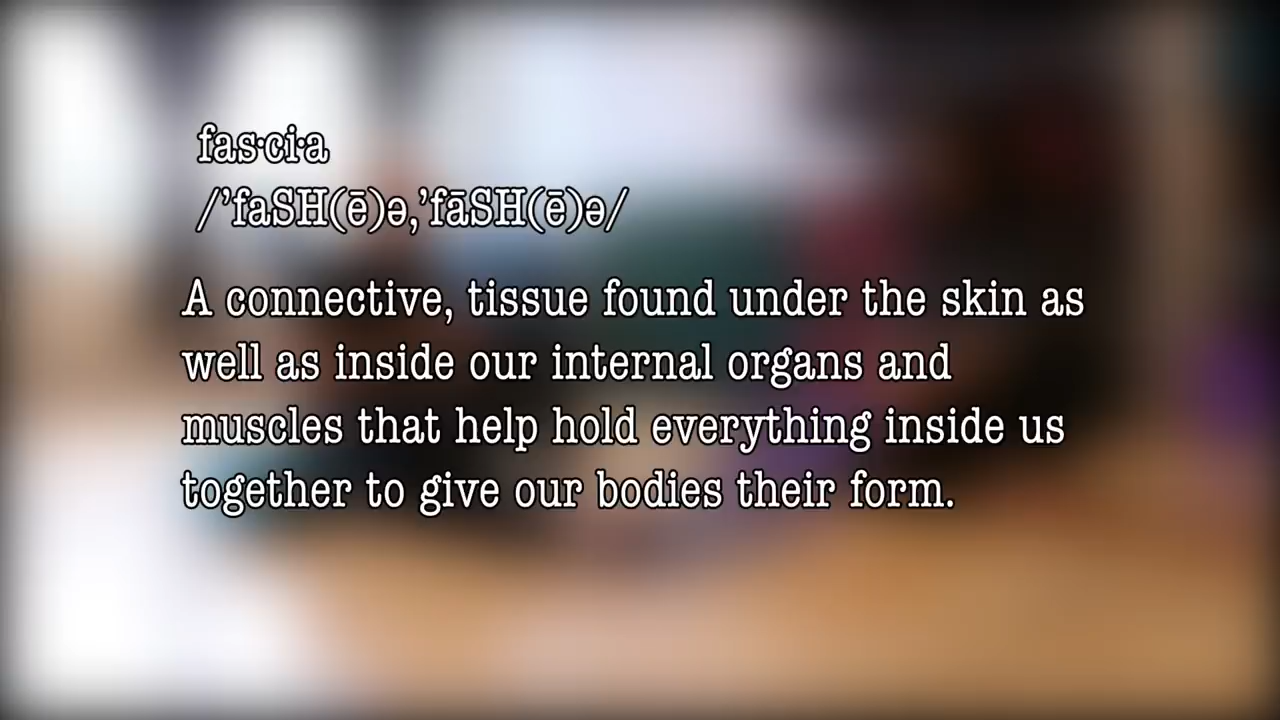 fas·ci·a
/’faSH(ē)ə,’fāSH(ē)ə/
A connective, tissue found under the skin as
well as inside our internal organs and
muscles that help hold everything inside us
together to give our bodies their form.